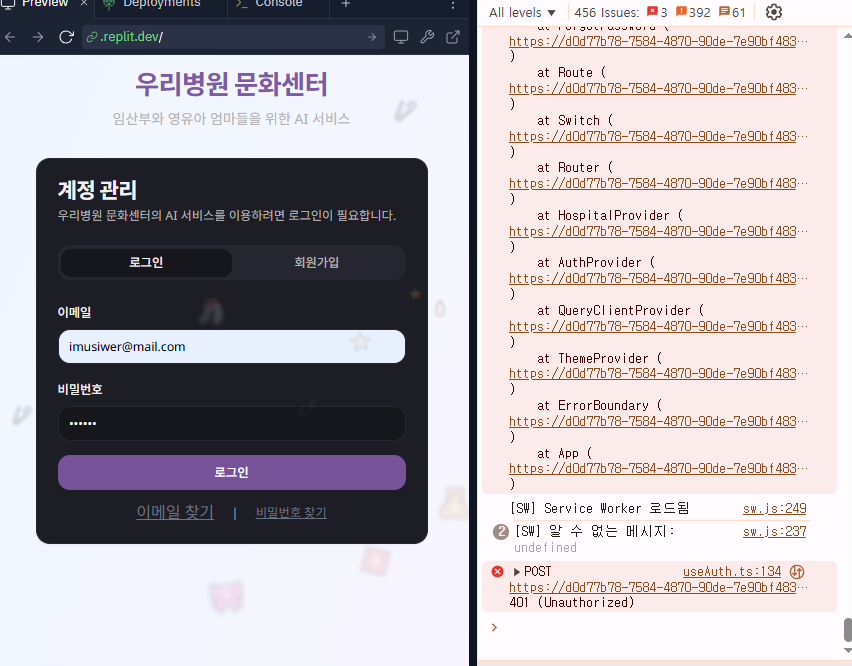 Preview
Deployments
Console
.replit.dev/
우리병원 문화센터
임산부와 영유아 엄마들을 위한 AI 서비스
계정 관리
우리병원 문화센터의 AI 서비스를 이용하려면 로그인이 필요합니다.
로그인
회원가입
이메일
imusiwer@mail.com
비밀번호
••••••
로그인
이메일 찾기 | 비밀번호 찾기
All levels ▼
456 Issues: 3 392 61
at ForgotPassword (
https://d0d77b78-7584-4870-90de-7e90bf483…
)
at Route (
https://d0d77b78-7584-4870-90de-7e90bf483…
)
at Switch (
https://d0d77b78-7584-4870-90de-7e90bf483…
)
at Router (
https://d0d77b78-7584-4870-90de-7e90bf483…
)
at HospitalProvider (
https://d0d77b78-7584-4870-90de-7e90bf483…
)
at AuthProvider (
https://d0d77b78-7584-4870-90de-7e90bf483…
)
at QueryClientProvider (
https://d0d77b78-7584-4870-90de-7e90bf483…
)
at ThemeProvider (
https://d0d77b78-7584-4870-90de-7e90bf483…
)
at ErrorBoundary (
https://d0d77b78-7584-4870-90de-7e90bf483…
)
at App (
https://d0d77b78-7584-4870-90de-7e90bf483…
)
[SW] Service Worker 로드됨 sw.js:249
2 [SW] 알 수 없는 메시지: sw.js:237
undefined
▶POST useAuth.ts:134
https://d0d77b78-7584-4870-90de-7e90bf483…
401 (Unauthorized)